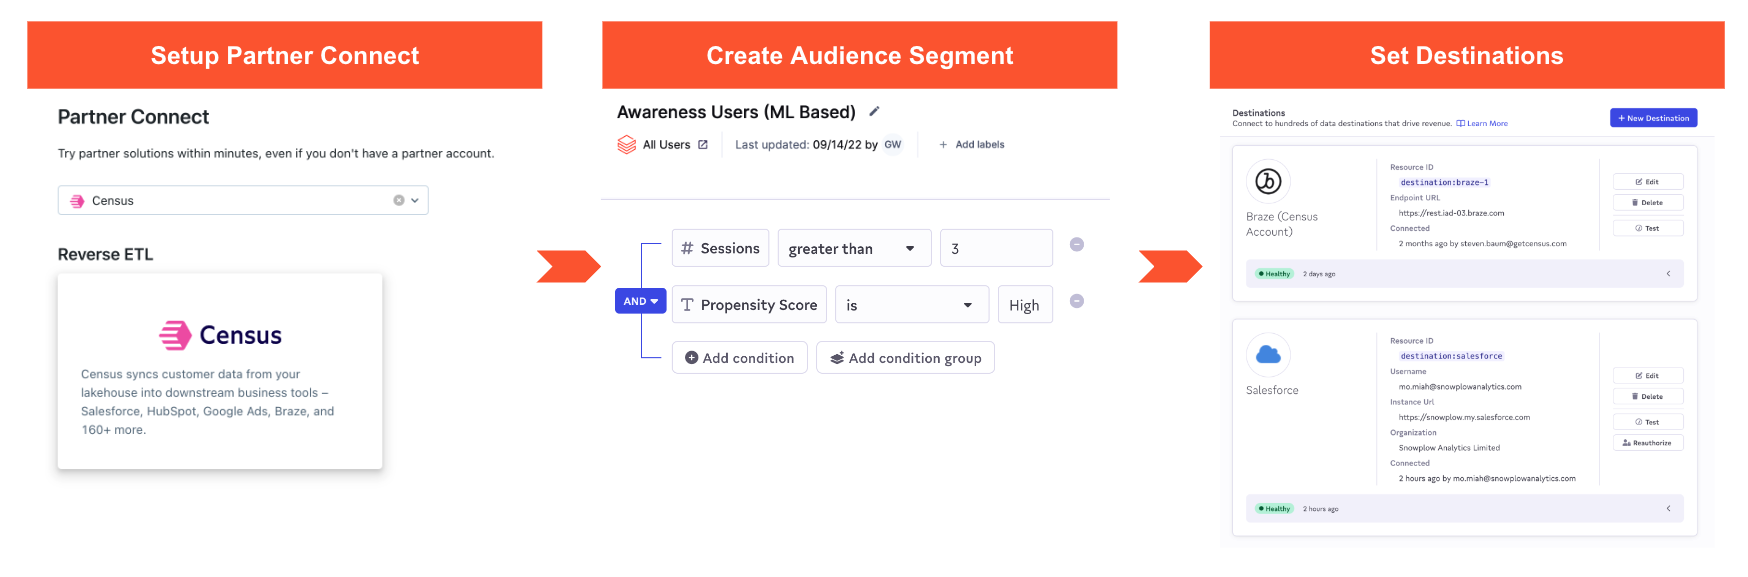 Setup Partner Connect
Partner Connect
Try partner solutions within minutes, even if you don't have a partner account.
Census
Reverse ETL
Census
Census syncs customer data from your
lakehouse into downstream business tools –
Salesforce, HubSpot, Google Ads, Braze, and
160+ more.
Create Audience Segment
Awareness Users (ML Based)
All Users
Last updated: 09/14/22 by GW
+ Add labels
# Sessions greater than 3
AND
T Propensity Score is High
Add condition
Add condition group
Set Destinations
Destinations
Connect to hundreds of data destinations that drive revenue. Learn More
+ New Destination
b
Braze (Census
Account)
Resource ID
destination:braze-1
Endpoint URL
https://rest.iad-03.braze.com
Connected
2 months ago by steven.baum@getcensus.com
Edit
Delete
Test
Healthy 2 days ago
Salesforce
Resource ID
destination:salesforce
Username
mo.miah@snowplowanalytics.com
Instance Url
https://snowplow.my.salesforce.com
Organization
Snowplow Analytics Limited
Connected
2 hours ago by mo.miah@snowplowanalytics.com
Edit
Delete
Test
Reauthorize
Healthy 2 hours ago